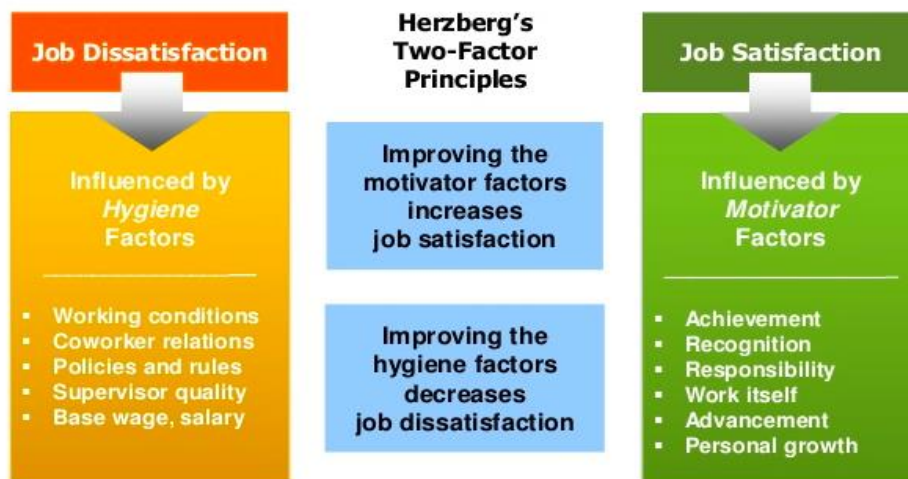 Job Dissatisfaction
Influenced by
Hygiene
Factors
▪ Working conditions
▪ Coworker relations
▪ Policies and rules
▪ Supervisor quality
▪ Base wage, salary
Herzberg’s
Two-Factor
Principles
Improving the
motivator factors
increases
job satisfaction
Improving the
hygiene factors
decreases
job dissatisfaction
Job Satisfaction
Influenced by
Motivator
Factors
▪ Achievement
▪ Recognition
▪ Responsibility
▪ Work itself
▪ Advancement
▪ Personal growth